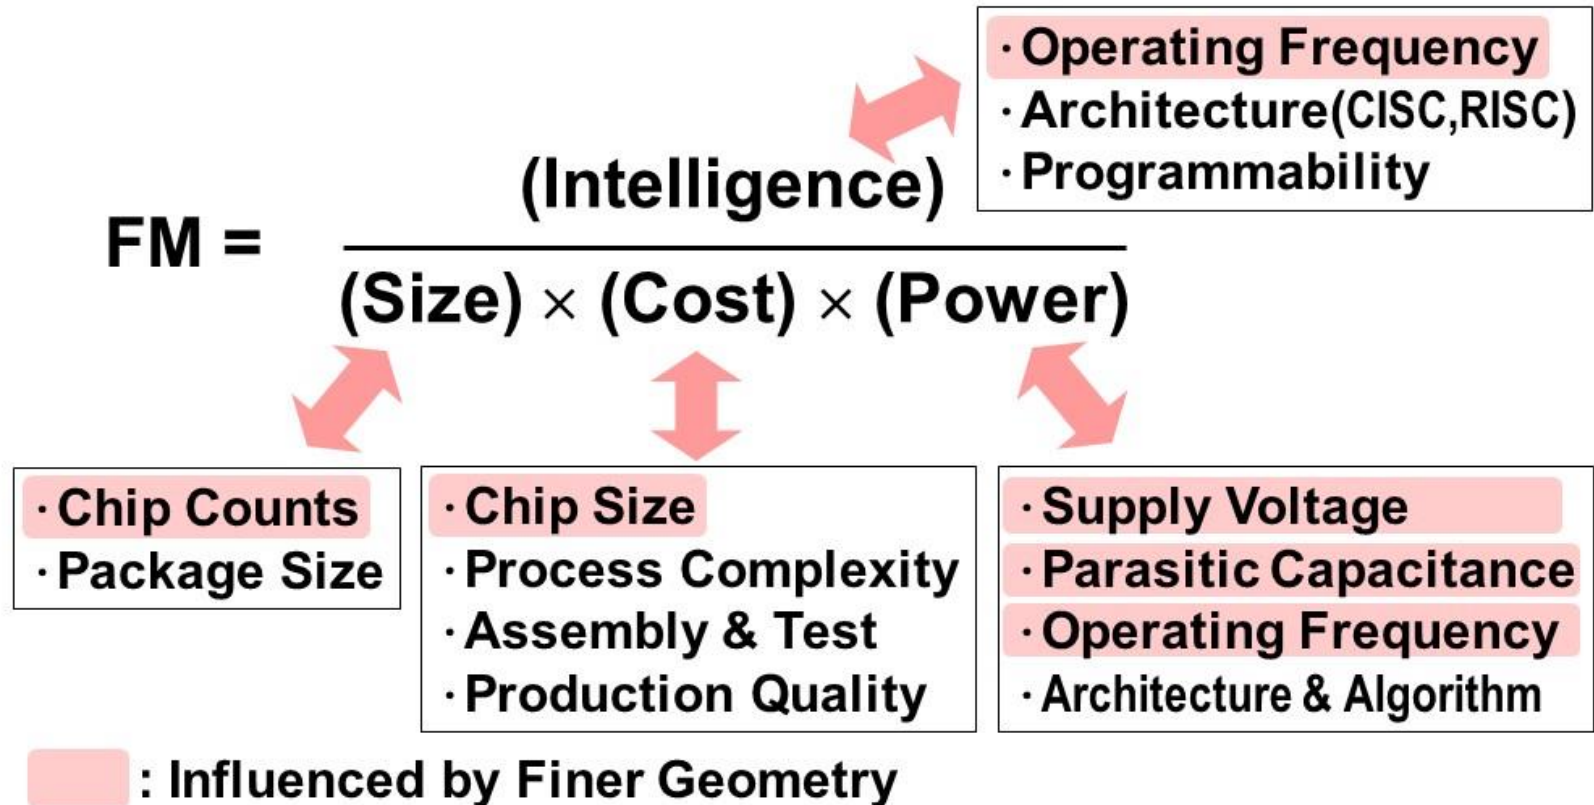 · Operating Frequency
· Architecture(CISC,RISC)
· Programmability
(Intelligence)
FM =
(Size) × (Cost) × (Power)
· Chip Counts
· Package Size
· Chip Size
· Process Complexity
· Assembly & Test
· Production Quality
· Supply Voltage
· Parasitic Capacitance
· Operating Frequency
· Architecture & Algorithm
: Influenced by Finer Geometry